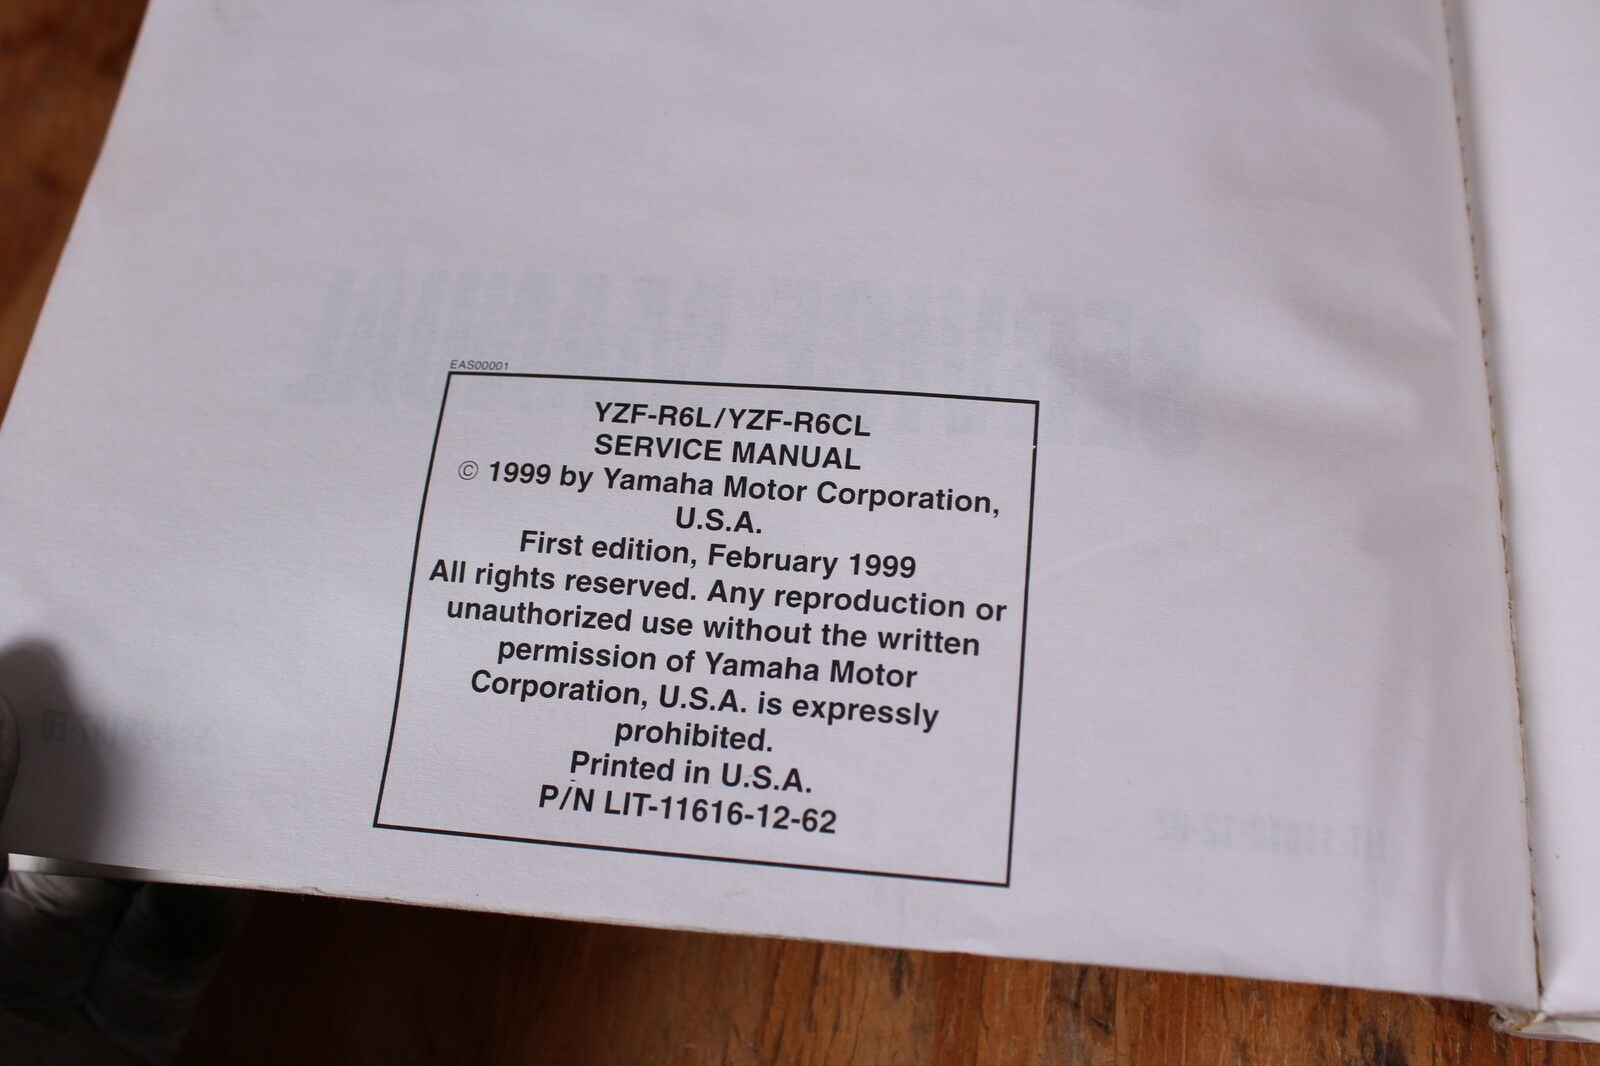 EAS00001
YZF-R6L/YZF-R6CL
SERVICE MANUAL
© 1999 by Yamaha Motor Corporation,
U.S.A.
First edition, February 1999
All rights reserved. Any reproduction or
unauthorized use without the written
permission of Yamaha Motor
Corporation, U.S.A. is expressly
prohibited.
Printed in U.S.A.
P/N LIT-11616-12-62